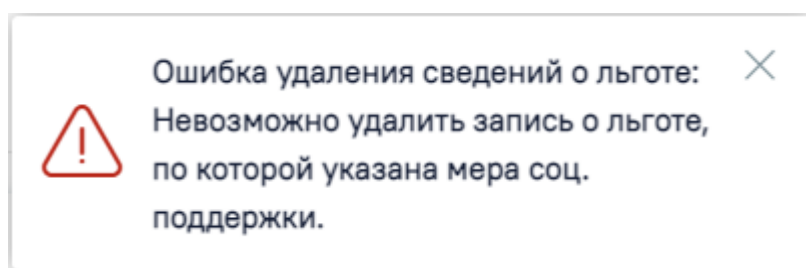 Ошибка удаления сведений о льготе:
Невозможно удалить запись о льготе,
по которой указана мера соц.
поддержки.